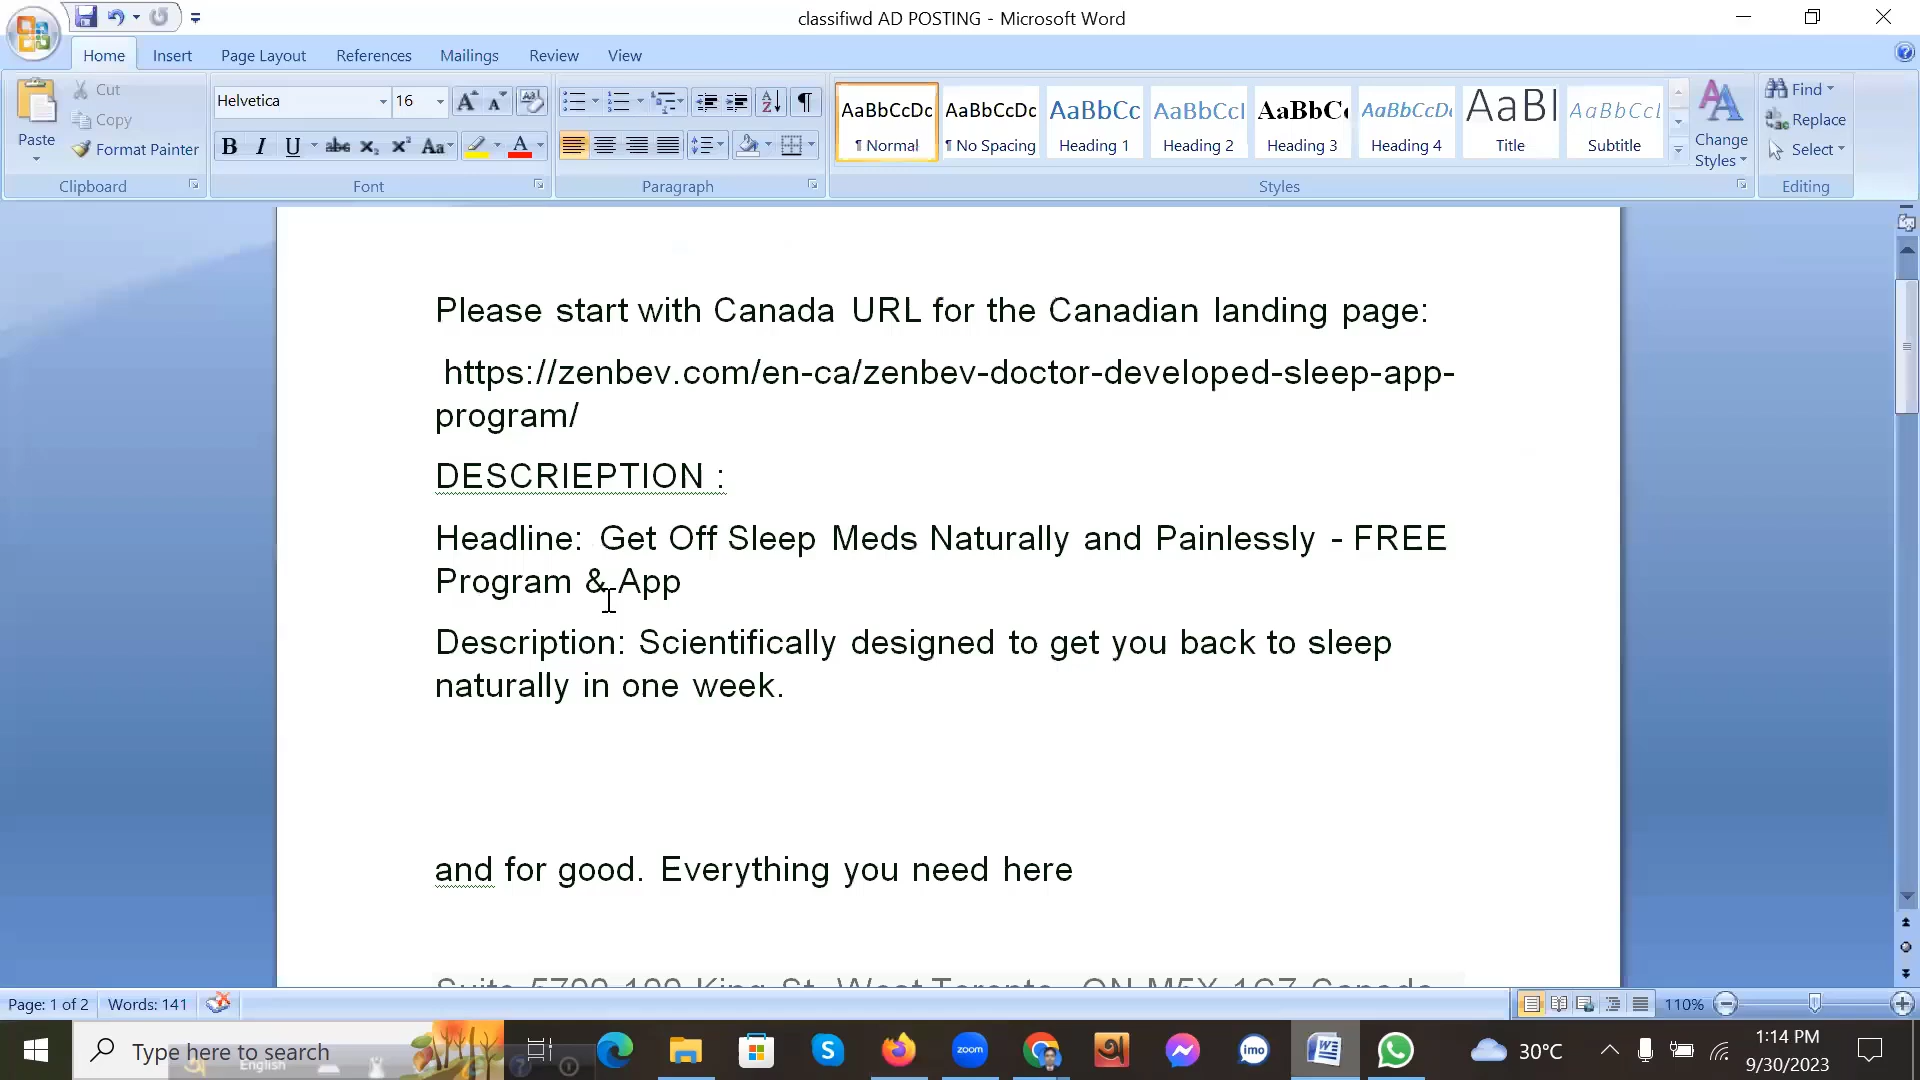 classifiwd AD POSTING - Microsoft Word
Home Insert Page Layout References Mailings Review View
Paste
Cut
Copy
Format Painter
Clipboard
Helvetica 16
Font
Paragraph
AaBbCcDc AaBbCcDc AaBbCc AaBbCcI AaBbCc AaBbCcDc AaBI AaBbCcL
¶ Normal ¶ No Spacing Heading 1 Heading 2 Heading 3 Heading 4 Title Subtitle
Change Styles
Styles
Find
Replace
Select
Editing
Please start with Canada URL for the Canadian landing page:
https://zenbev.com/en-ca/zenbev-doctor-developed-sleep-app-
program/
DESCRIEPTION :
Headline: Get Off Sleep Meds Naturally and Painlessly - FREE
Program & App
Description: Scientifically designed to get you back to sleep
naturally in one week.
and for good. Everything you need here
Page: 1 of 2 Words: 141 110%
Type here to search
English
zoom
imo
30°C
1:14 PM
9/30/2023